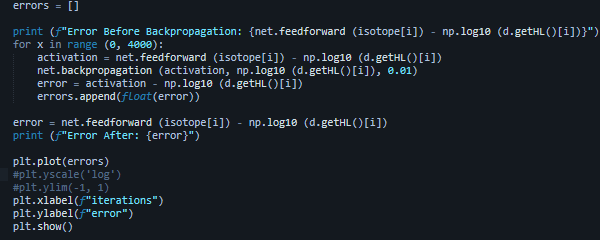 errors = []
print (f"Error Before Backpropagation: {net.feedforward (isotope[i]) - np.log10 (d.getHL()[i])}")
for x in range (0, 4000):
    activation = net.feedforward (isotope[i]) - np.log10 (d.getHL()[i])
    net.backpropagation (activation, np.log10 (d.getHL()[i]), 0.01)
    error = activation - np.log10 (d.getHL()[i])
    errors.append(float(error))
error = net.feedforward (isotope[i]) - np.log10 (d.getHL()[i])
print (f"Error After: {error}")
plt.plot(errors)
#plt.yscale('log')
#plt.ylim(-1, 1)
plt.xlabel(f"iterations")
plt.ylabel(f"error")
plt.show()